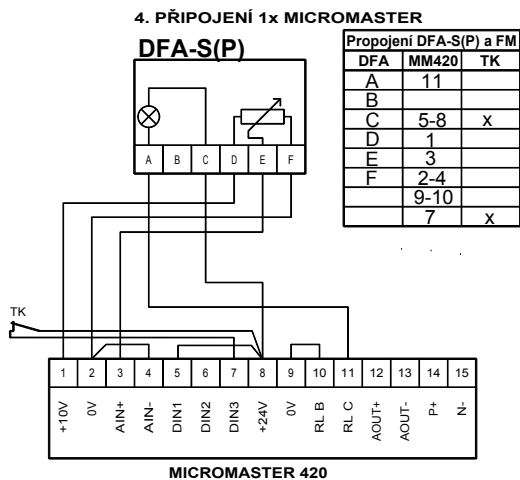 4. PŘIPOJENÍ 1x MICROMASTER
DFA-S(P)
Propojení DFA-S(P) a FM
DFA MM420 TK
A 11
B
C 5-8 x
D 1
E 3
F 2-4
9-10
7 x
A B C D E F
TK
1 2 3 4 5 6 7 8 9 10 11 12 13 14 15
+10V 0V AIN+ AIN- DIN1 DIN2 DIN3 +24V 0V RL B RL C AOUT+ AOUT- P+ N-
MICROMASTER 420